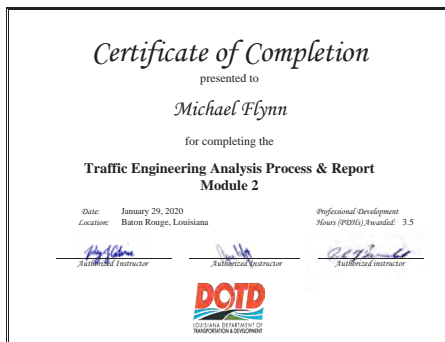 Certificate of Completion
presented to
Michael Flynn
for completing the
Traffic Engineering Analysis Process & Report
Module 2
Date: January 29, 2020
Location: Baton Rouge, Louisiana
Professional Development
Hours (PDHs) Awarded: 3.5
Authorized Instructor
Authorized Instructor
Authorized instructor
DOTD
LOUISIANA DEPARTMENT OF
TRANSPORTATION & DEVELOPMENT